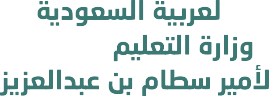 لعربية السعودية
وزارة التعليم
لأمير سطام بن عبدالعزيز